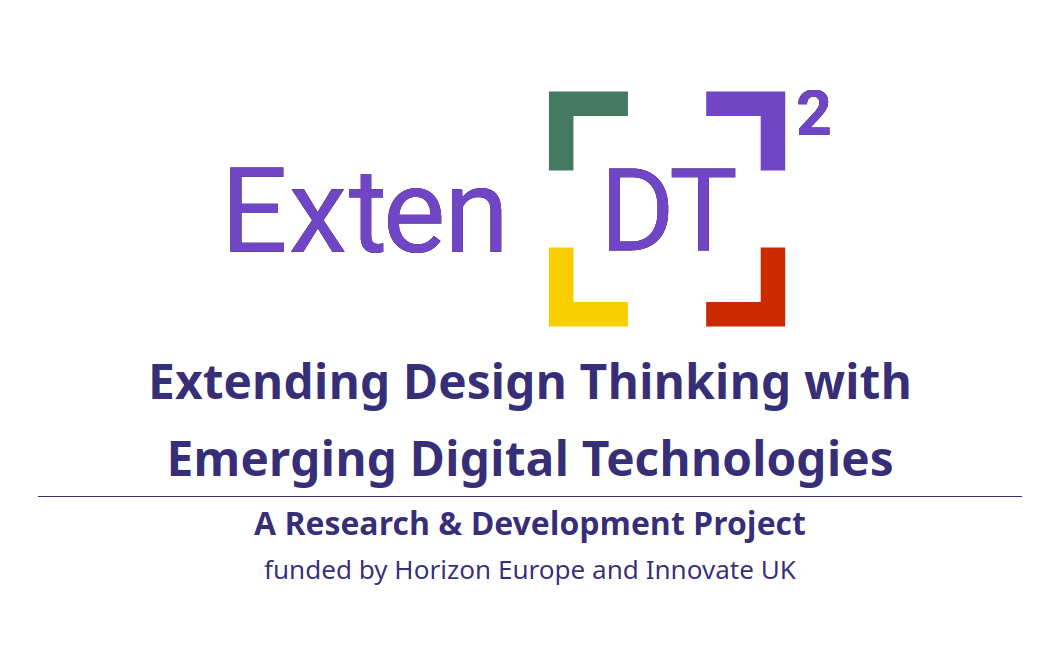 Exten DT²
Extending Design Thinking with
Emerging Digital Technologies
A Research & Development Project
funded by Horizon Europe and Innovate UK